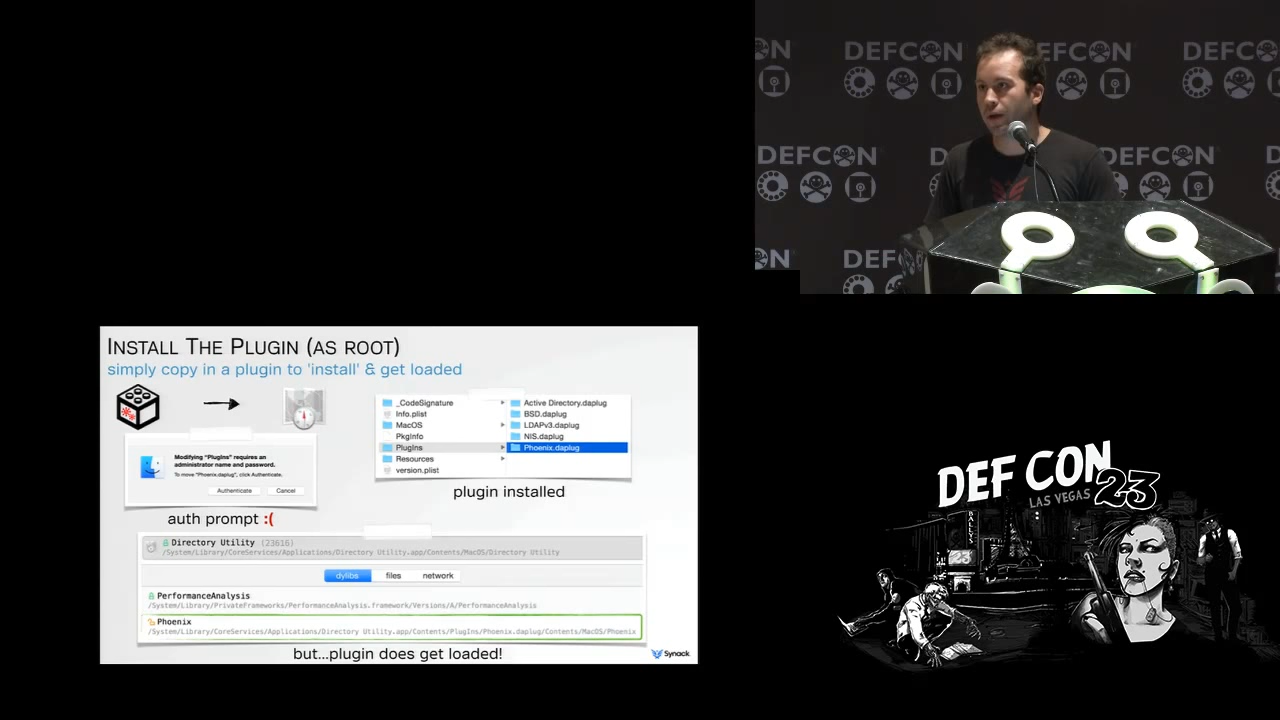 DEFCON
DEFCON
DEFCON
DEFCON
DEFCON
INSTALL THE PLUGIN (AS ROOT)
simply copy in a plugin to 'install' & get loaded
_CodeSignature
Info.plist
MacOS
PkgInfo
PlugIns
Resources
version.plist
Active Directory.daplug
BSD.daplug
LDAPv3.daplug
NIS.daplug
Phoenix.daplug
Modifying "PlugIns" requires an
administrator name and password.
To move "Phoenix.daplug", click Authenticate.
Authenticate Cancel
auth prompt :(
plugin installed
Directory Utility (23616)
/System/Library/CoreServices/Applications/Directory Utility.app/Contents/MacOS/Directory Utility
dylibs files network
PerformanceAnalysis
/System/Library/PrivateFrameworks/PerformanceAnalysis.framework/Versions/A/PerformanceAnalysis
Phoenix
/System/Library/CoreServices/Applications/Directory Utility.app/Contents/PlugIns/Phoenix.daplug/Contents/MacOS/Phoenix
but...plugin does get loaded!
Synack
DEF CON
LAS VEGAS 23
BALLYS
23